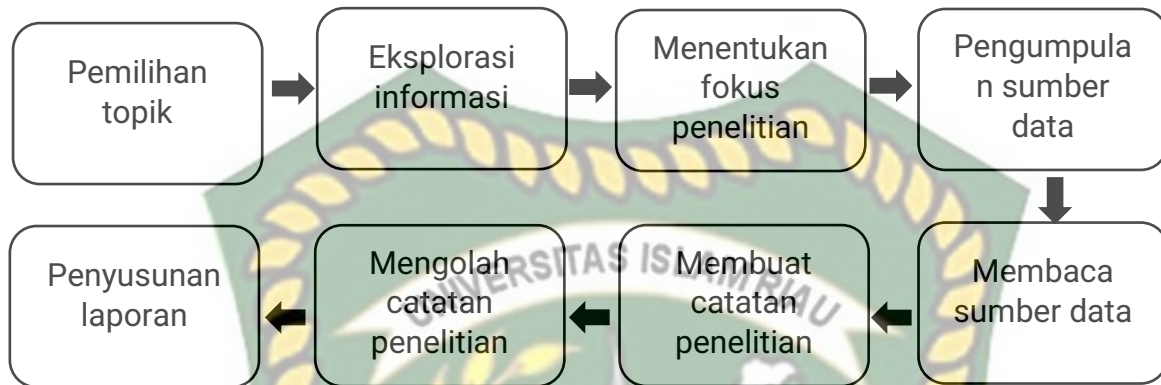 Pemilihan
topik
Eksplorasi
informasi
Menentukan
fokus
penelitian
Pengumpula
n sumber
data
Membaca
sumber data
Membuat
catatan
penelitian
Mengolah
catatan
penelitian
Penyusunan
laporan
UNIVERSITAS ISLAM RIAU